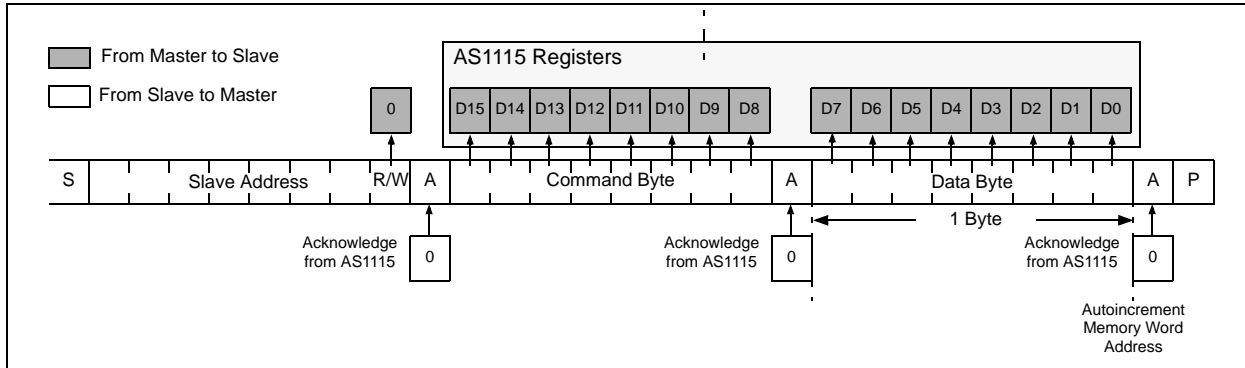 AS1115 Registers
From Master to Slave
From Slave to Master
0 D15 D14 D13 D12 D11 D10 D9 D8 D7 D6 D5 D4 D3 D2 D1 D0
S Slave Address R/W A Command Byte A Data Byte A P
1 Byte
Acknowledge from AS1115 0
Acknowledge from AS1115 0
Acknowledge from AS1115 0
Autoincrement
Memory Word
Address